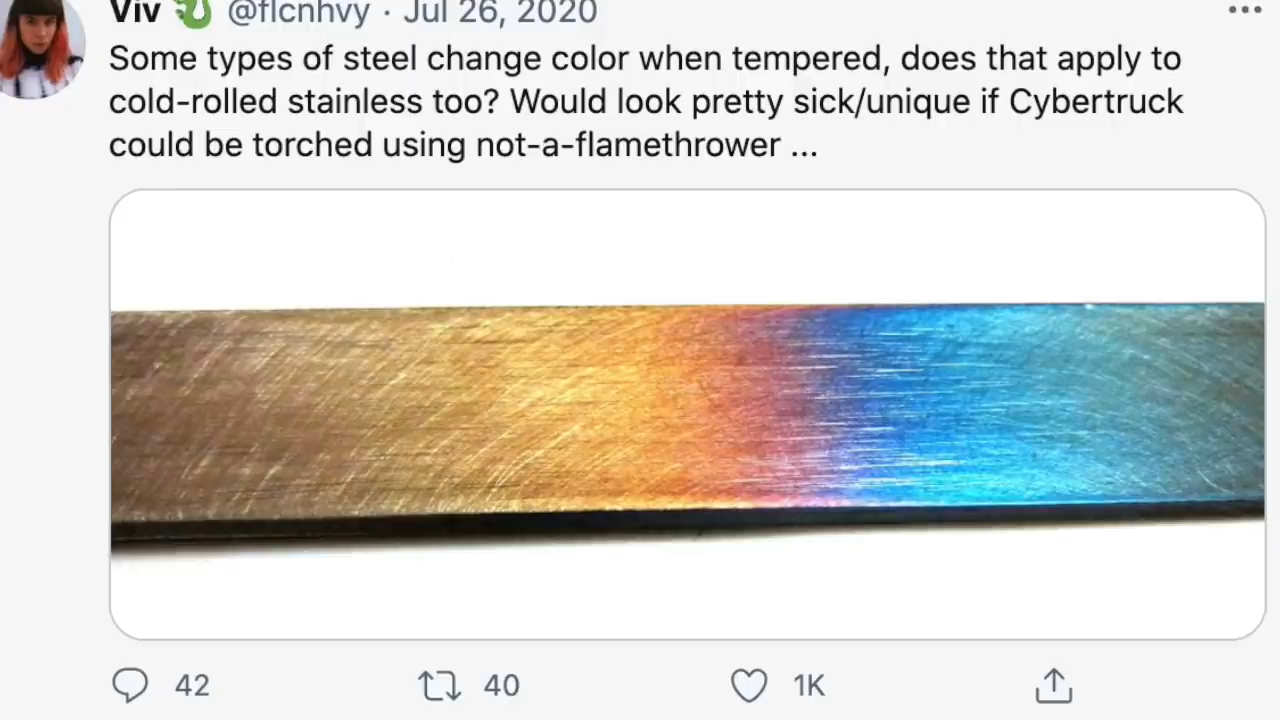 Viv @flcnhvy · Jul 26, 2020
Some types of steel change color when tempered, does that apply to
cold-rolled stainless too? Would look pretty sick/unique if Cybertruck
could be torched using not-a-flamethrower ...
42 40 1K